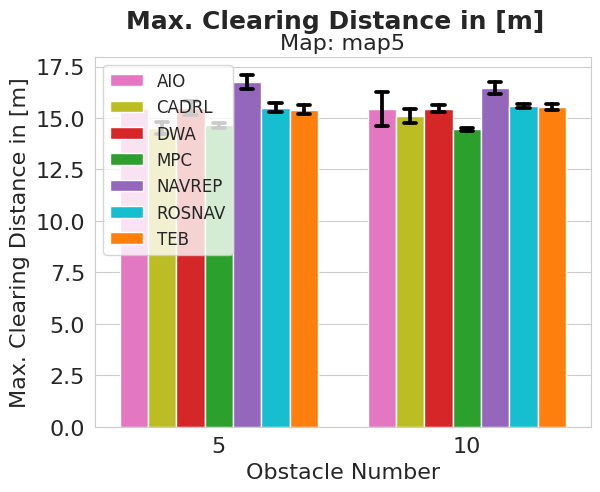 Max. Clearing Distance in [m]
Map: map5
Max. Clearing Distance in [m]
17.5
15.0
12.5
10.0
7.5
5.0
2.5
0.0
AIO
CADRL
DWA
MPC
NAVREP
ROSNAV
TEB
5
10
Obstacle Number